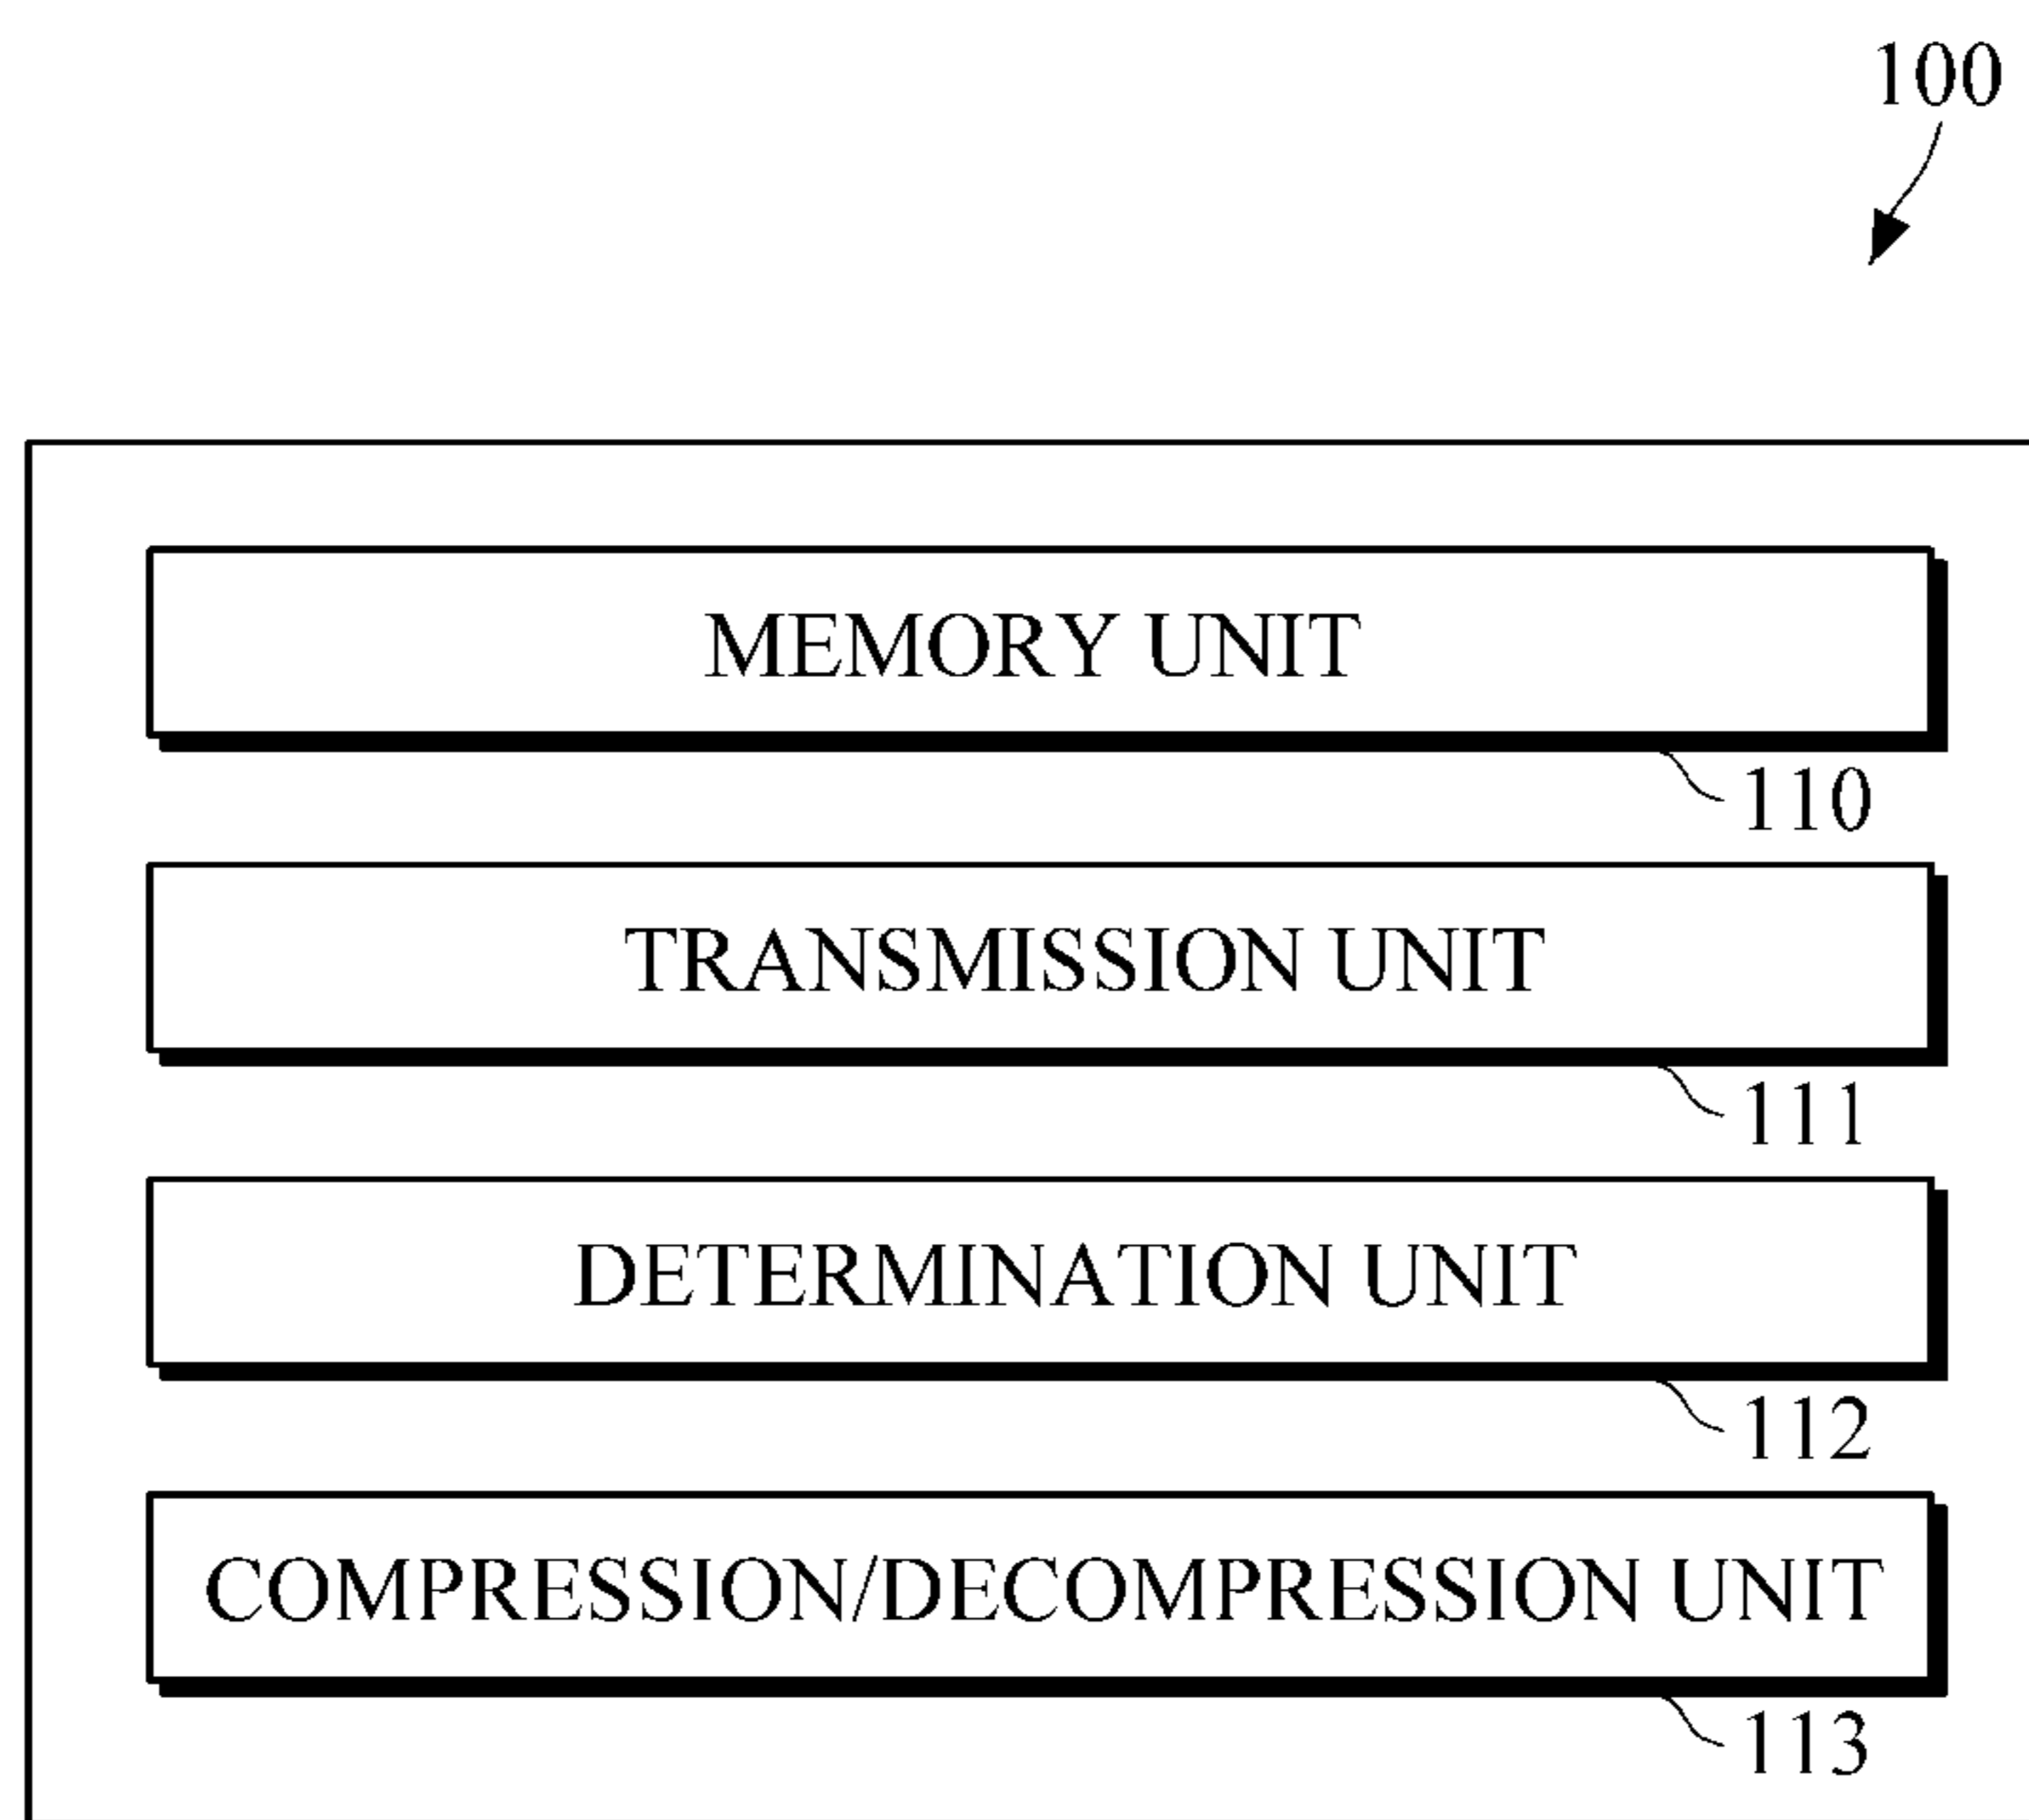 100
MEMORY UNIT
110
TRANSMISSION UNIT
111
DETERMINATION UNIT
112
COMPRESSION/DECOMPRESSION UNIT
113